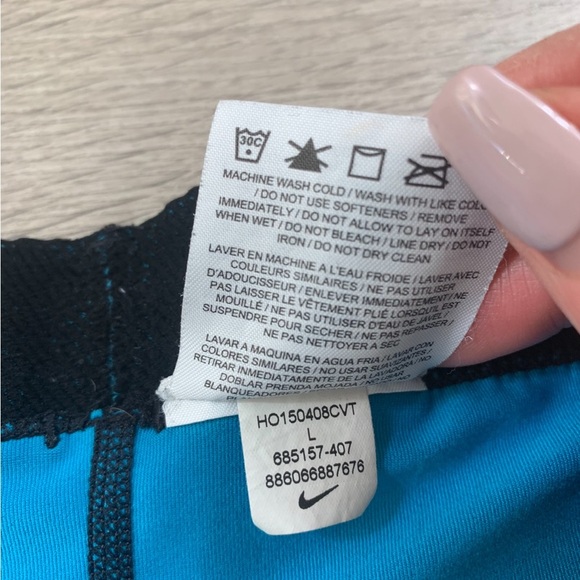 30C
MACHINE WASH COLD / WASH WITH LIKE COLO
/ DO NOT USE SOFTENERS / REMOVE
IMMEDIATELY / DO NOT ALLOW TO LAY ON ITSELF
WHEN WET / DO NOT BLEACH / LINE DRY / DO NOT
IRON / DO NOT DRY CLEAN
LAVER EN MACHINE A L'EAU FROIDE / LAVER AVEC
COULEURS SIMILAIRES / NE PAS UTILISER
D'ADOUCISSEUR / ENLEVER IMMÉDIATEMENT / NE
PAS LAISSER LE VÊTEMENT PLIÉ LORSQU'IL EST
MOUILLÉ / NE PAS UTILISER D'EAU DE JAVEL /
SUSPENDRE POUR SECHER / NE PAS REPASSER /
NE PAS NETTOYER A SEC
LAVAR A MAQUINA EN AGUA FRIA / LAVAR CON
COLORES SIMILARES / NO USAR SUAVIZANTES /
RETIRAR INMEDIATAMENTE DE LA LAVADORA / NO
DOBLAR PRENDA MOJADA / NO USAR
BLANQUEADORES
HO150408CVT
L
685157-407
886066887676